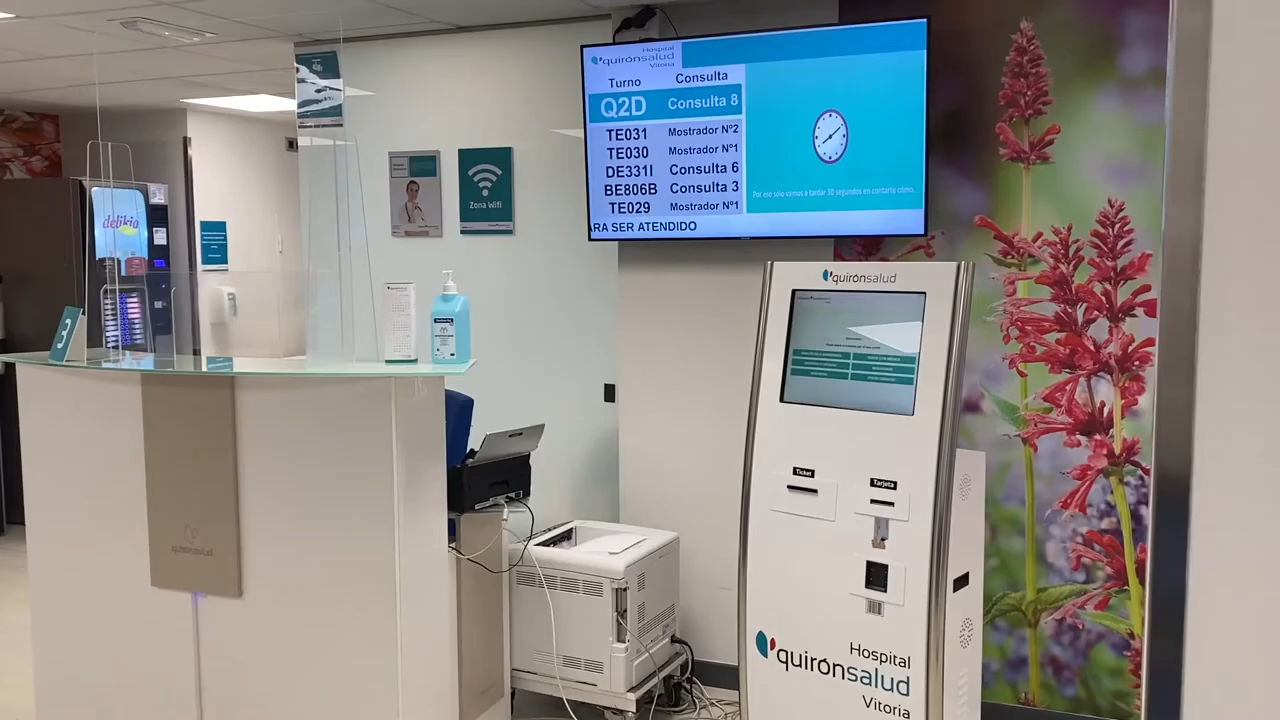 Hospital
quirónsalud
Vitoria
Turno Consulta
Q2D Consulta 8
TE031 Mostrador Nº2
TE030 Mostrador Nº1
DE331I Consulta 6
BE806B Consulta 3
TE029 Mostrador Nº1
ARA SER ATENDIDO
Por eso solo vamos a tardar 30 segundos en contarte cómo.
Zona Wifi
delikia
3
quirónsalud
quirónsalud
Ticket
Tarjeta
Hospital
quirónsalud
Vitoria